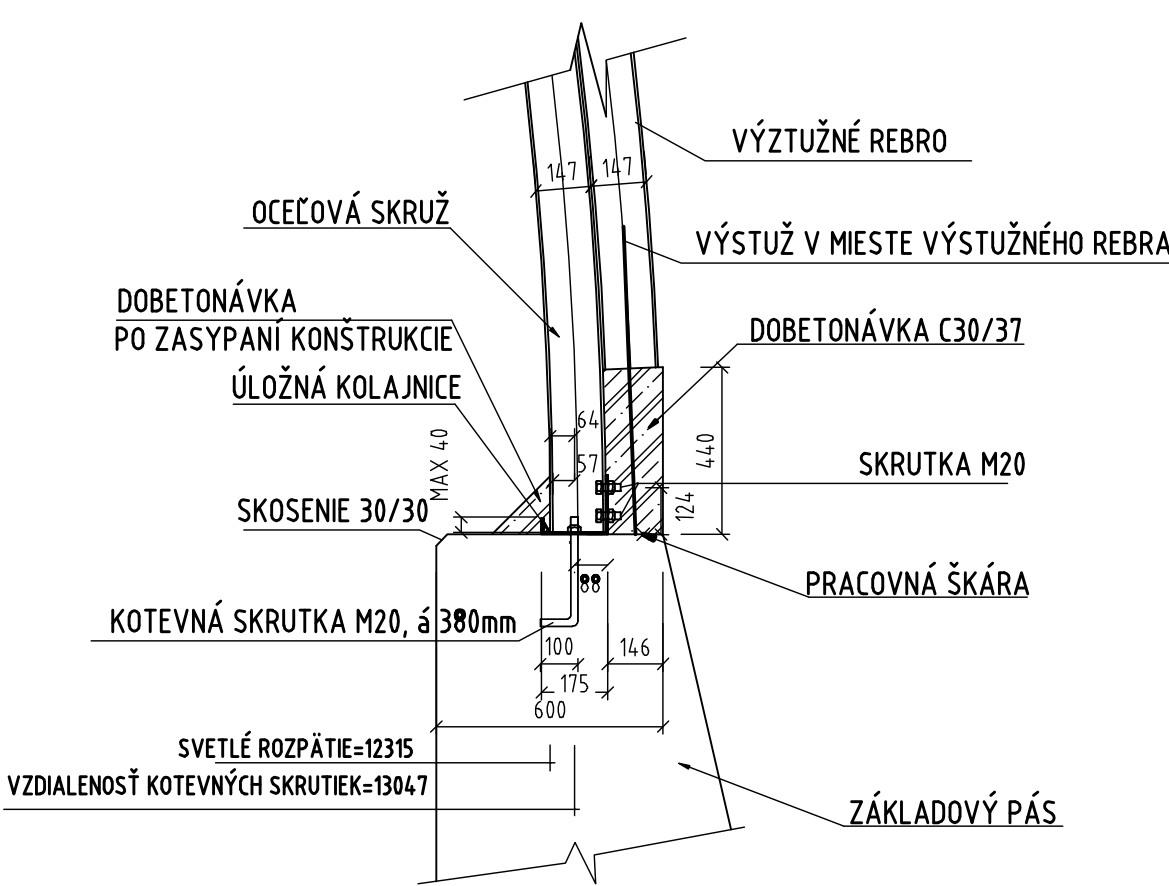 VÝZTUŽNÉ REBRO
147
147
OCEĽOVÁ SKRUŽ
VÝSTUŽ V MIESTE VÝSTUŽNÉHO REBRA
DOBETONÁVKA
PO ZASYPANÍ KONŠTRUKCIE
DOBETONÁVKA C30/37
ÚLOŽNÁ KOLAJNICE
64
MAX 40
440
57
SKRUTKA M20
124
SKOSENIE 30/30
88
PRACOVNÁ ŠKÁRA
KOTEVNÁ SKRUTKA M20, á 380mm
100
146
175
600
SVETLÉ ROZPÄTIE=12315
VZDIALENOSŤ KOTEVNÝCH SKRUTIEK=13047
ZÁKLADOVÝ PÁS